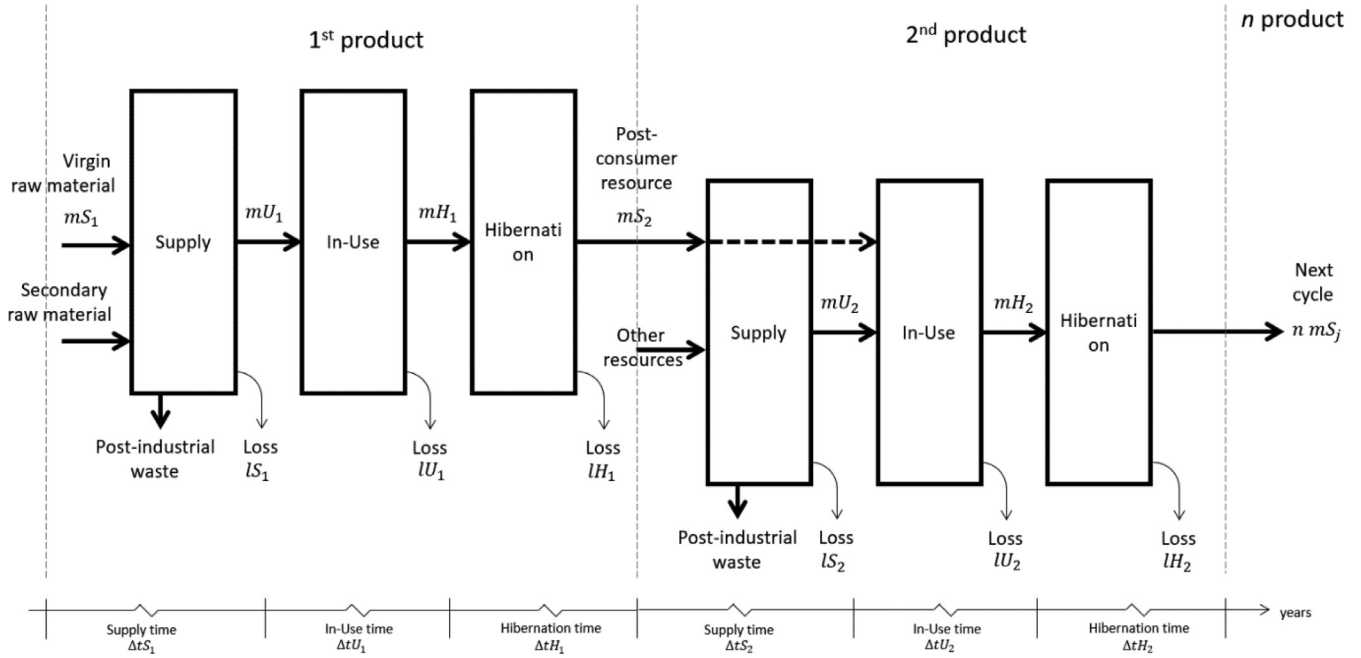 1st product
2nd product
n product
Virgin
raw material
mS₁
Secondary
raw material
Supply
mU₁
In-Use
mH₁
Hibernati
on
Post-
consumer
resource
mS₂
Other
resources
Supply
mU₂
In-Use
mH₂
Hibernati
on
Next
cycle
n mSⱼ
Post-industrial
waste
Loss
lS₁
Loss
lU₁
Loss
lH₁
Post-industrial
waste
Loss
lS₂
Loss
lU₂
Loss
lH₂
years
Supply time
ΔtS₁
In-Use time
ΔtU₁
Hibernation time
ΔtH₁
Supply time
ΔtS₂
In-Use time
ΔtU₂
Hibernation time
ΔtH₂